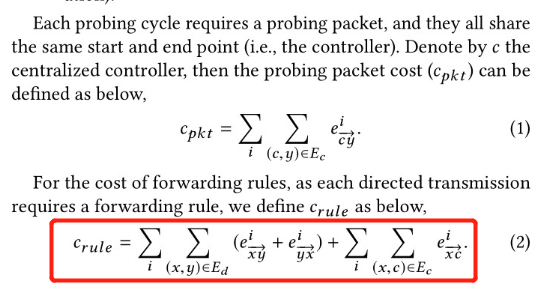 ation).
Each probing cycle requires a probing packet, and they all share
the same start and end point (i.e., the controller). Denote by c the
centralized controller, then the probing packet cost (c_{pkt}) can be
defined as below,
c_{pkt} = \sum_{i} \sum_{(c,y) \in E_c} e^{i}_{\overrightarrow{cy}}. (1)
For the cost of forwarding rules, as each directed transmission
requires a forwarding rule, we define c_{rule} as below,
c_{rule} = \sum_{i} \sum_{(x,y) \in E_d} (e^{i}_{\overrightarrow{xy}} + e^{i}_{\overrightarrow{yx}}) + \sum_{i} \sum_{(x,c) \in E_c} e^{i}_{\overrightarrow{xc}}. (2)